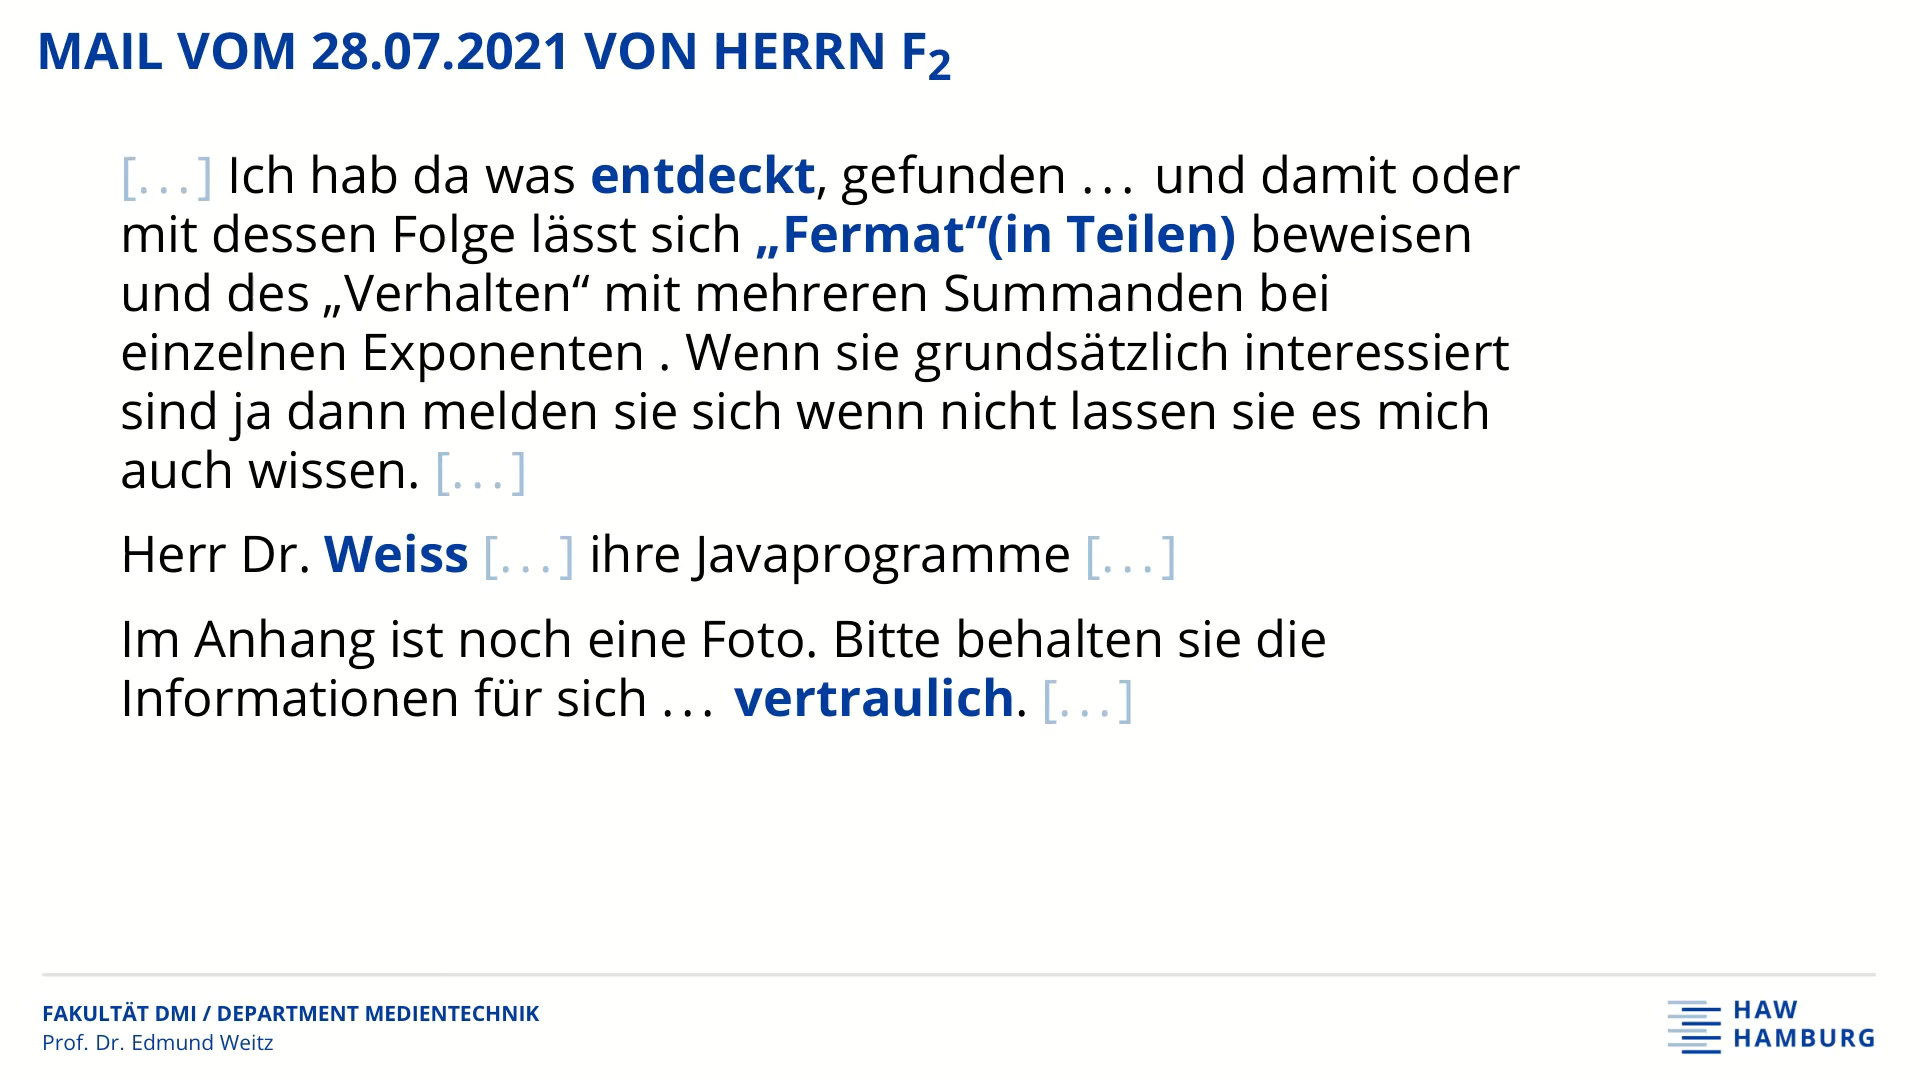 MAIL VOM 28.07.2021 VON HERRN F₂
[...] Ich hab da was entdeckt, gefunden ... und damit oder
mit dessen Folge lässt sich „Fermat“(in Teilen) beweisen
und des „Verhalten“ mit mehreren Summanden bei
einzelnen Exponenten . Wenn sie grundsätzlich interessiert
sind ja dann melden sie sich wenn nicht lassen sie es mich
auch wissen. [...]
Herr Dr. Weiss [...] ihre Javaprogramme [...]
Im Anhang ist noch eine Foto. Bitte behalten sie die
Informationen für sich ... vertraulich. [...]
FAKULTÄT DMI / DEPARTMENT MEDIENTECHNIK
Prof. Dr. Edmund Weitz
HAW
HAMBURG